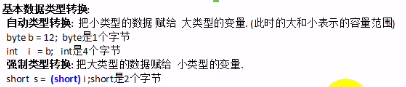 基本数据类型转换:
自动类型转换: 把小类型的数据 赋给 大类型的变量. (此时的大和小表示的容量范围)
byte b = 12; byte是1个字节
int i = b; int是4个字节
强制类型转换: 把大类型的数据赋给 小类型的变量.
short s = (short) i ;short是2个字节